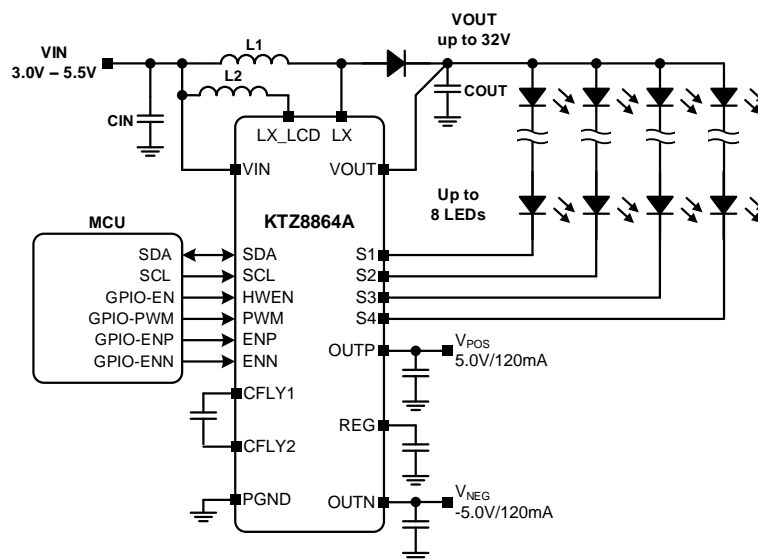 VOUT
up to 32V
VIN
3.0V – 5.5V
L1
L2
CIN
COUT
LX_LCD
LX
VIN
VOUT
KTZ8864A
Up to
8 LEDs
MCU
SDA
SDA
S1
SCL
SCL
S2
GPIO-EN
HWEN
S3
GPIO-PWM
PWM
S4
GPIO-ENP
ENP
OUTP
VPOS
5.0V/120mA
GPIO-ENN
ENN
CFLY1
REG
CFLY2
PGND
OUTN
VNEG
-5.0V/120mA